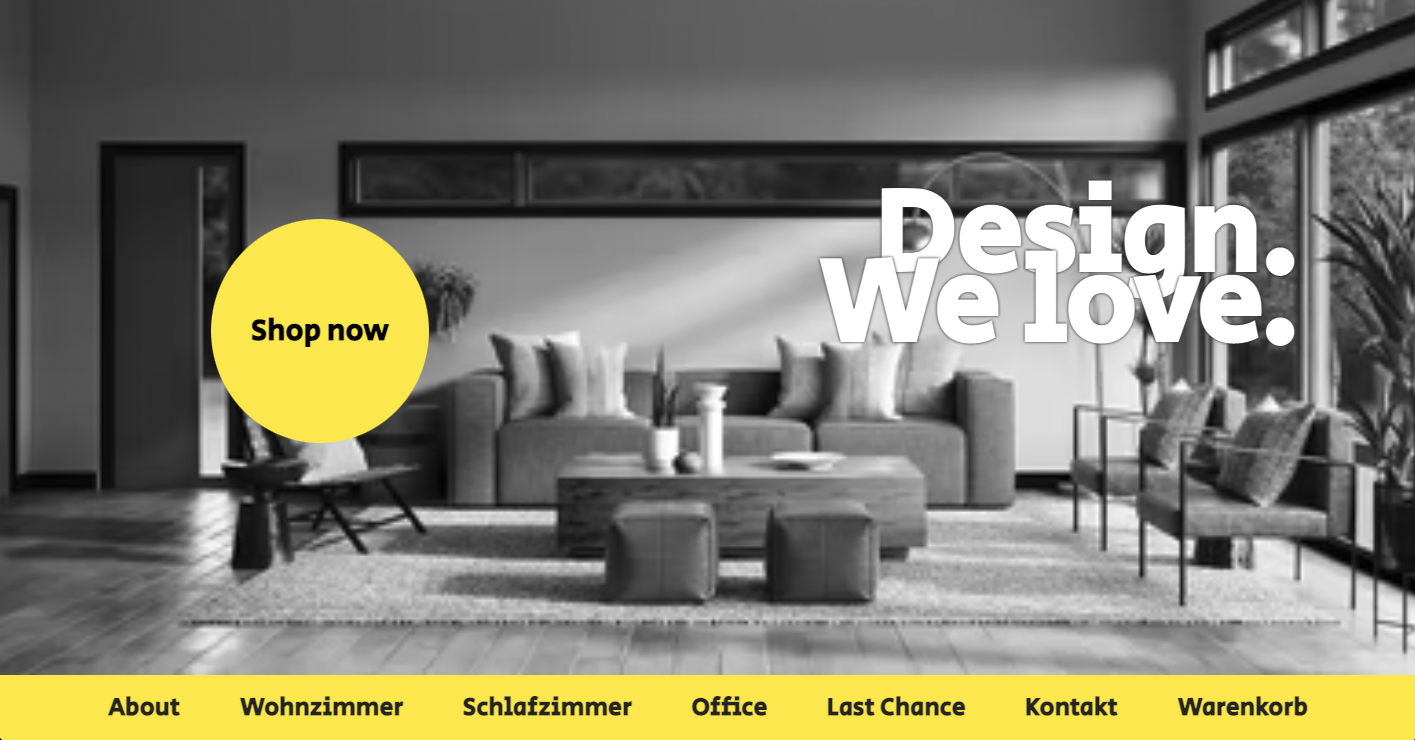 Design.
We love.
Shop now
About Wohnzimmer Schlafzimmer Office Last Chance Kontakt Warenkorb